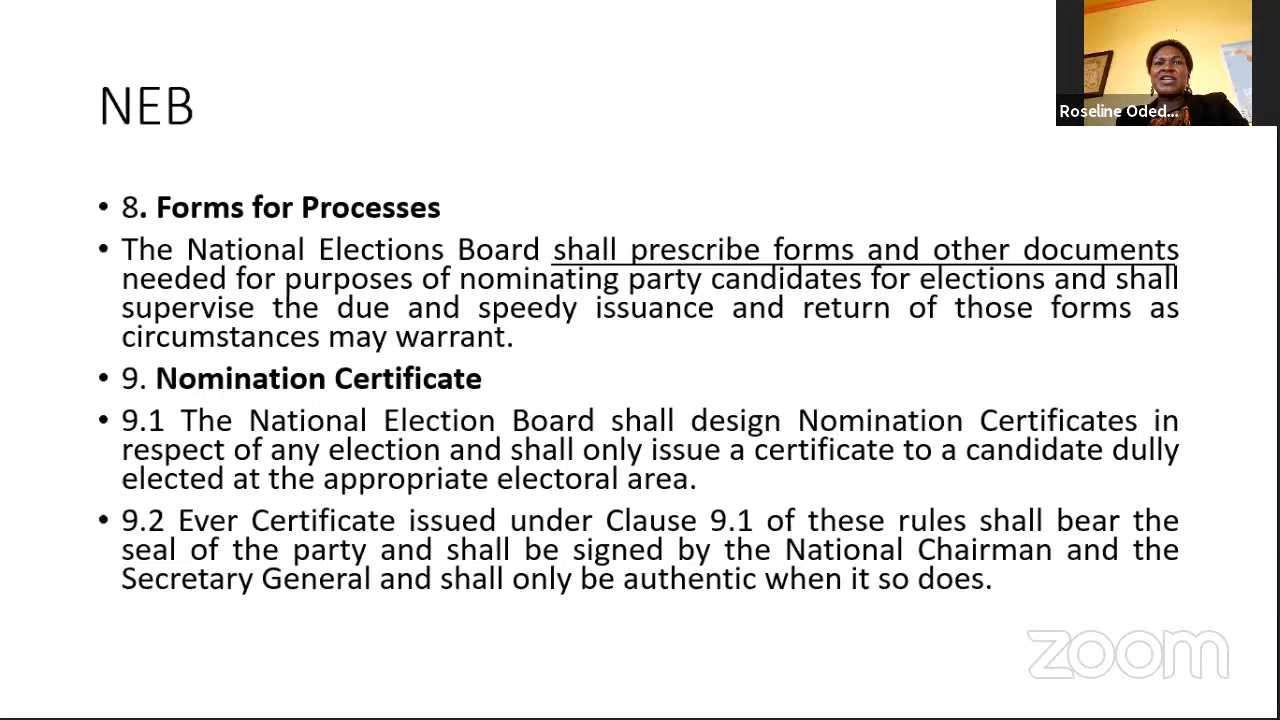 Roseline Oded...
NEB
• 8. Forms for Processes
• The National Elections Board shall prescribe forms and other documents
needed for purposes of nominating party candidates for elections and shall
supervise the due and speedy issuance and return of those forms as
circumstances may warrant.
• 9. Nomination Certificate
• 9.1 The National Election Board shall design Nomination Certificates in
respect of any election and shall only issue a certificate to a candidate dully
elected at the appropriate electoral area.
• 9.2 Ever Certificate issued under Clause 9.1 of these rules shall bear the
seal of the party and shall be signed by the National Chairman and the
Secretary General and shall only be authentic when it so does.
zoom